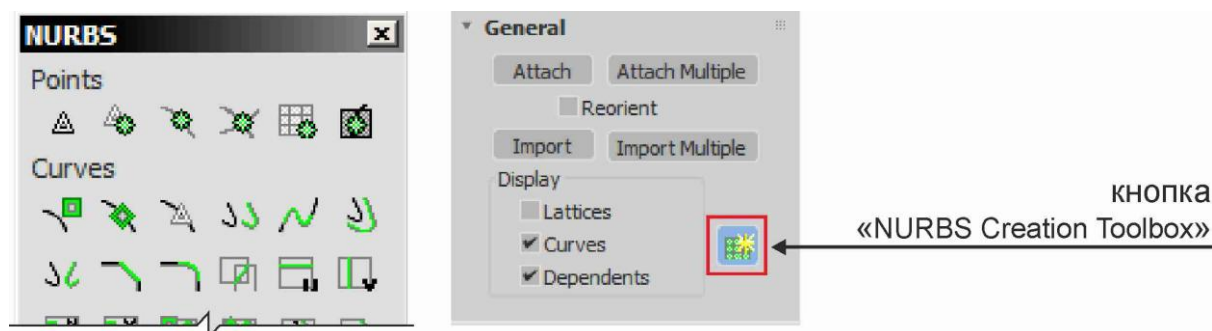 NURBS
Points
Curves
General
Attach Attach Multiple
Reorient
Import Import Multiple
Display
Lattices
Curves
Dependents
кнопка
«NURBS Creation Toolbox»